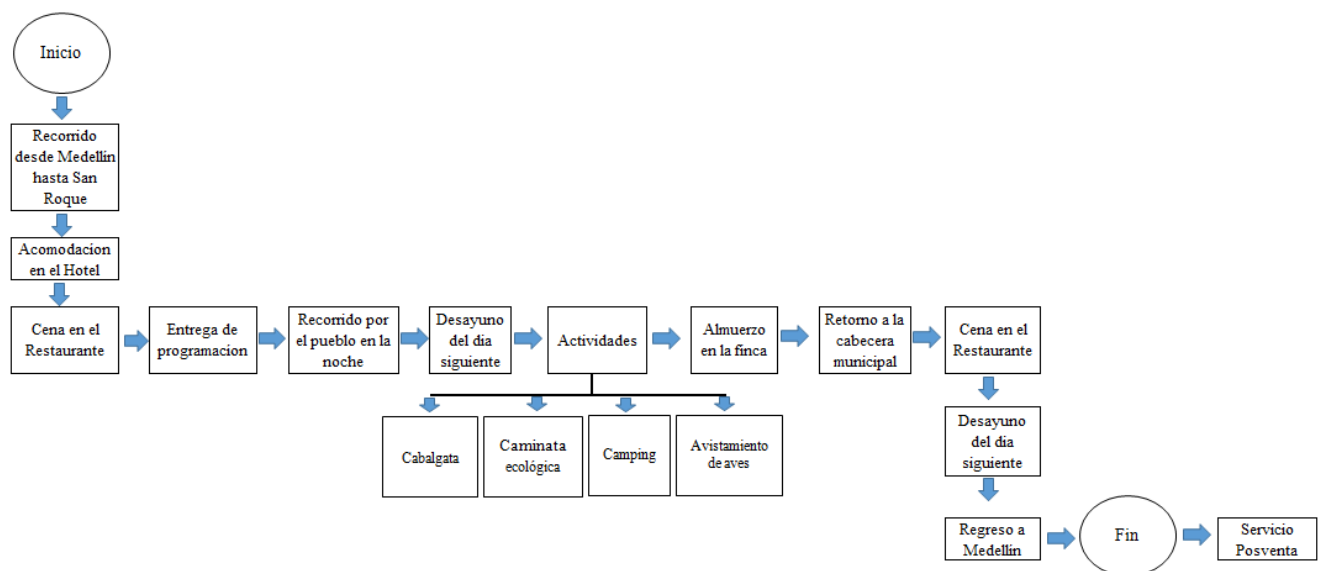 Inicio
Recorrido
desde Medellin
hasta San
Roque
Acomodacion
en el Hotel
Cena en el
Restaurante
Entrega de
programacion
Recorrido por
el pueblo en la
noche
Desayuno
del dia
siguiente
Actividades
Cabalgata
Caminata
ecológica
Camping
Avistamiento
de aves
Almuerzo
en la finca
Retorno a la
cabecera
municipal
Cena en el
Restaurante
Desayuno
del dia
siguiente
Regreso a
Medellin
Fin
Servicio
Posventa